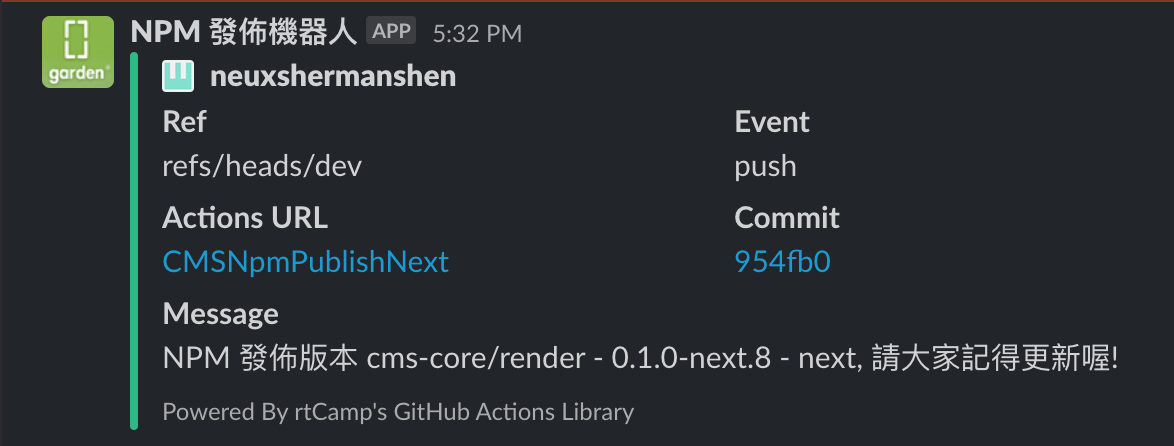 NPM 發佈機器人 APP 5:32 PM
garden
neuxshermanshen
Ref Event
refs/heads/dev push
Actions URL Commit
CMSNpmPublishNext 954fb0
Message
NPM 發佈版本 cms-core/render - 0.1.0-next.8 - next, 請大家記得更新喔!
Powered By rtCamp's GitHub Actions Library